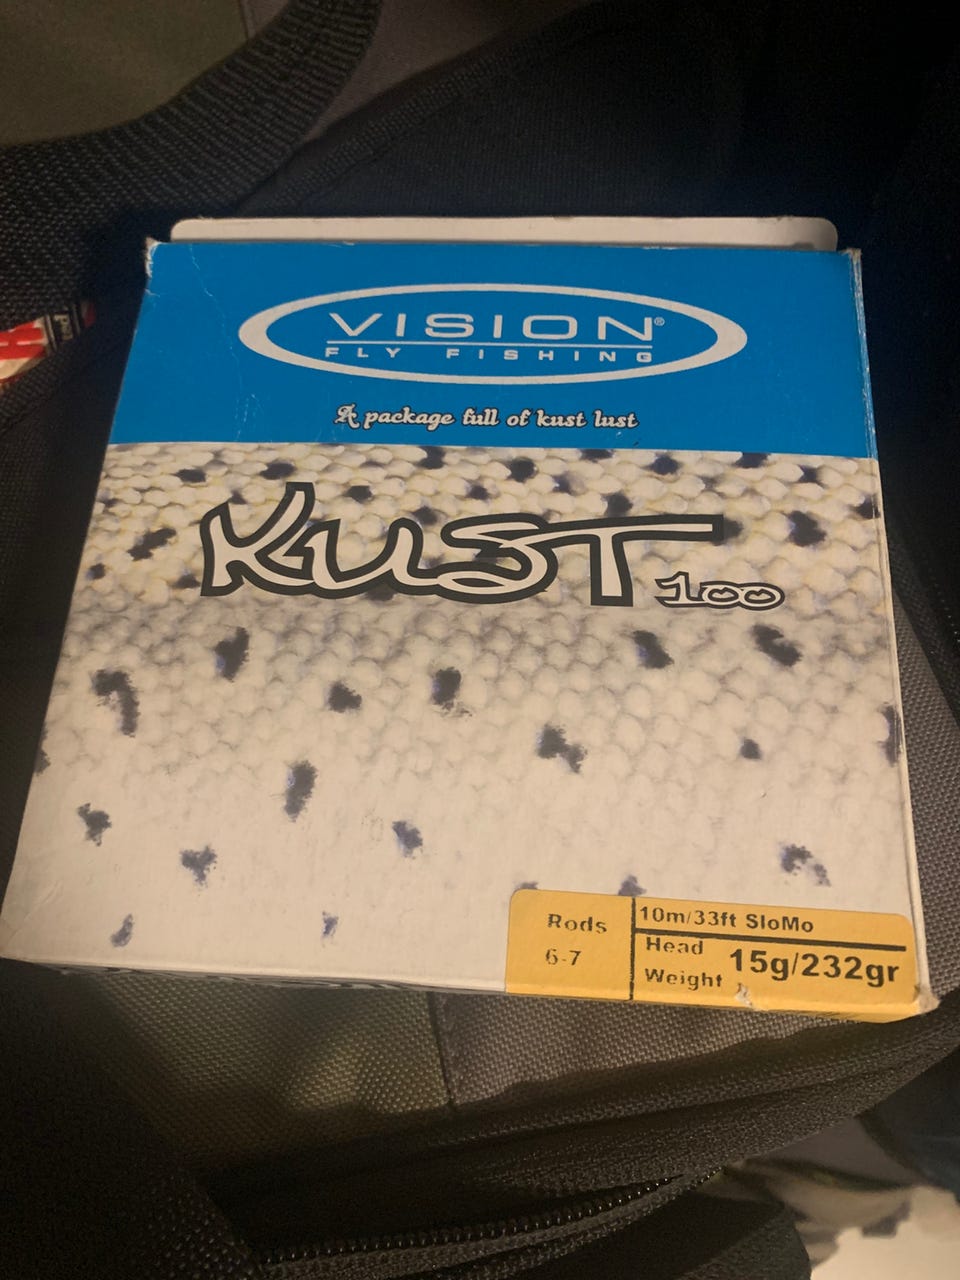 VISION®
FLY FISHING
A package full of kust lust
KUST 100
Rods
6-7
10m/33ft SloMo
Head
Weight
15g/232gr